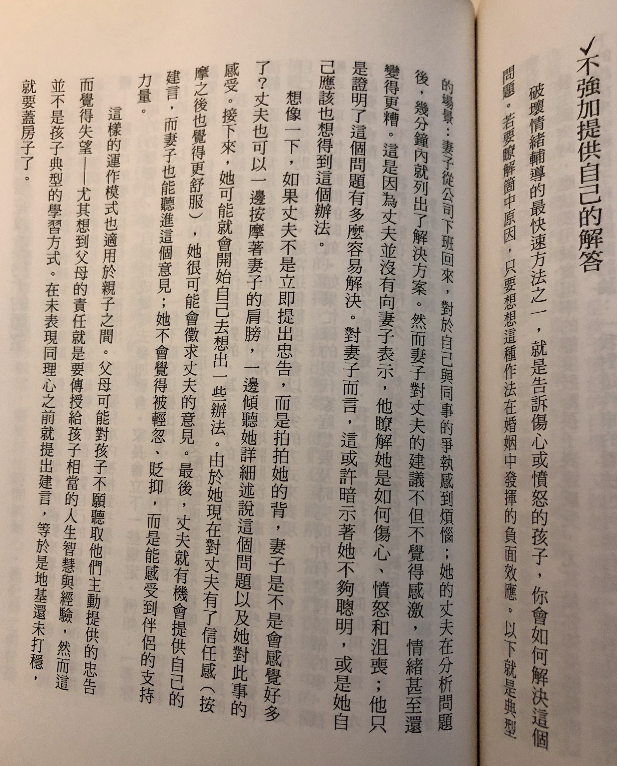 ✓不強加提供自己的解答
破壞情緒輔導的最快速方法之一，就是告訴傷心或憤怒的孩子，你會如何解決這個
問題。若要瞭解箇中原因，只要想想這種作法在婚姻中發揮的負面效應。以下就是典型
的場景：妻子從公司下班回來，對於自己與同事的爭執感到煩惱；她的丈夫在分析問題
後，幾分鐘內就列出了解決方案。然而妻子對丈夫的建議不但不覺得感激，情緒甚至還
變得更糟。這是因為丈夫並沒有向妻子表示，他瞭解她是如何傷心、憤怒和沮喪；他只
是證明了這個問題有多麼容易解決。對妻子而言，這或許暗示著她不夠聰明，或是她自
己應該也想得到這個辦法。
想像一下，如果丈夫不是立即提出忠告，而是拍拍她的背，妻子是不是會感覺好多
了？丈夫也可以一邊按摩著妻子的肩膀，一邊傾聽她詳細述說這個問題以及她對此事的
感受。接下來，她可能就會開始自己去想出一些辦法。由於她現在對丈夫有了信任感（按
摩之後也覺得更舒服），她很可能會徵求丈夫的意見。最後，丈夫就有機會提供自己的
建言，而妻子也能聽進這個意見；她不會覺得被輕忽、貶抑，而是能感受到伴侶的支持
力量。
這樣的運作模式也適用於親子之間。父母可能對孩子不願聽取他們主動提供的忠告
而覺得失望——尤其想到父母的責任就是要傳授給孩子相當的人生智慧與經驗，然而這
並不是孩子典型的學習方式。在未表現同理心之前就提出建言，等於是地基還未打穩，
就要蓋房子了。